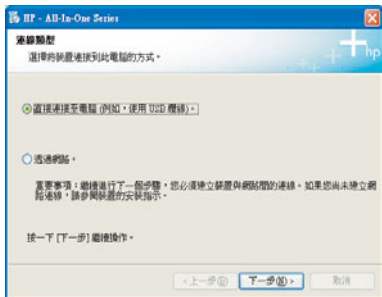 HP - All-In-One Series
連線類型
選擇將裝置連接到此電腦的方式。
hp
直接連接至電腦 (例如，使用 USD 纜線)。
透過網路。
重要事項：繼續進行下一個步驟，您必須建立裝置與網路間的連線。如果您尚未建立網
路連線，請參閱裝置的安裝指示。
按一下 [下一步] 繼續操作。
<上一步(B) 下一步(N)> 取消